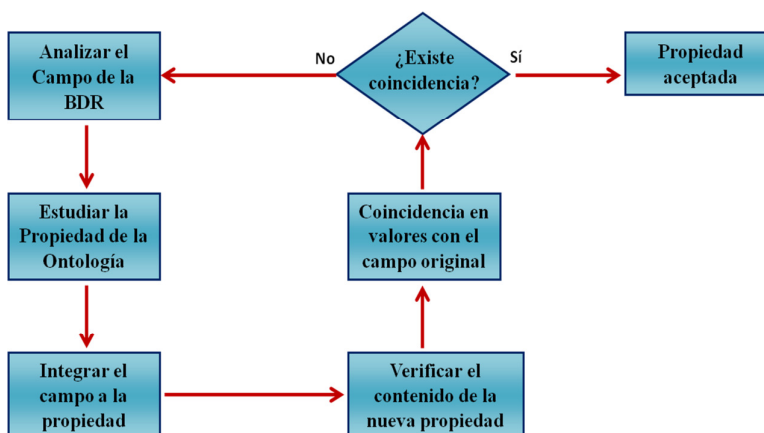 Analizar el
Campo de la
BDR
No
¿Existe
coincidencia?
Sí
Propiedad
aceptada
Estudiar la
Propiedad de la
Ontología
Coincidencia en
valores con el
campo original
Integrar el
campo a la
propiedad
Verificar el
contenido de la
nueva propiedad